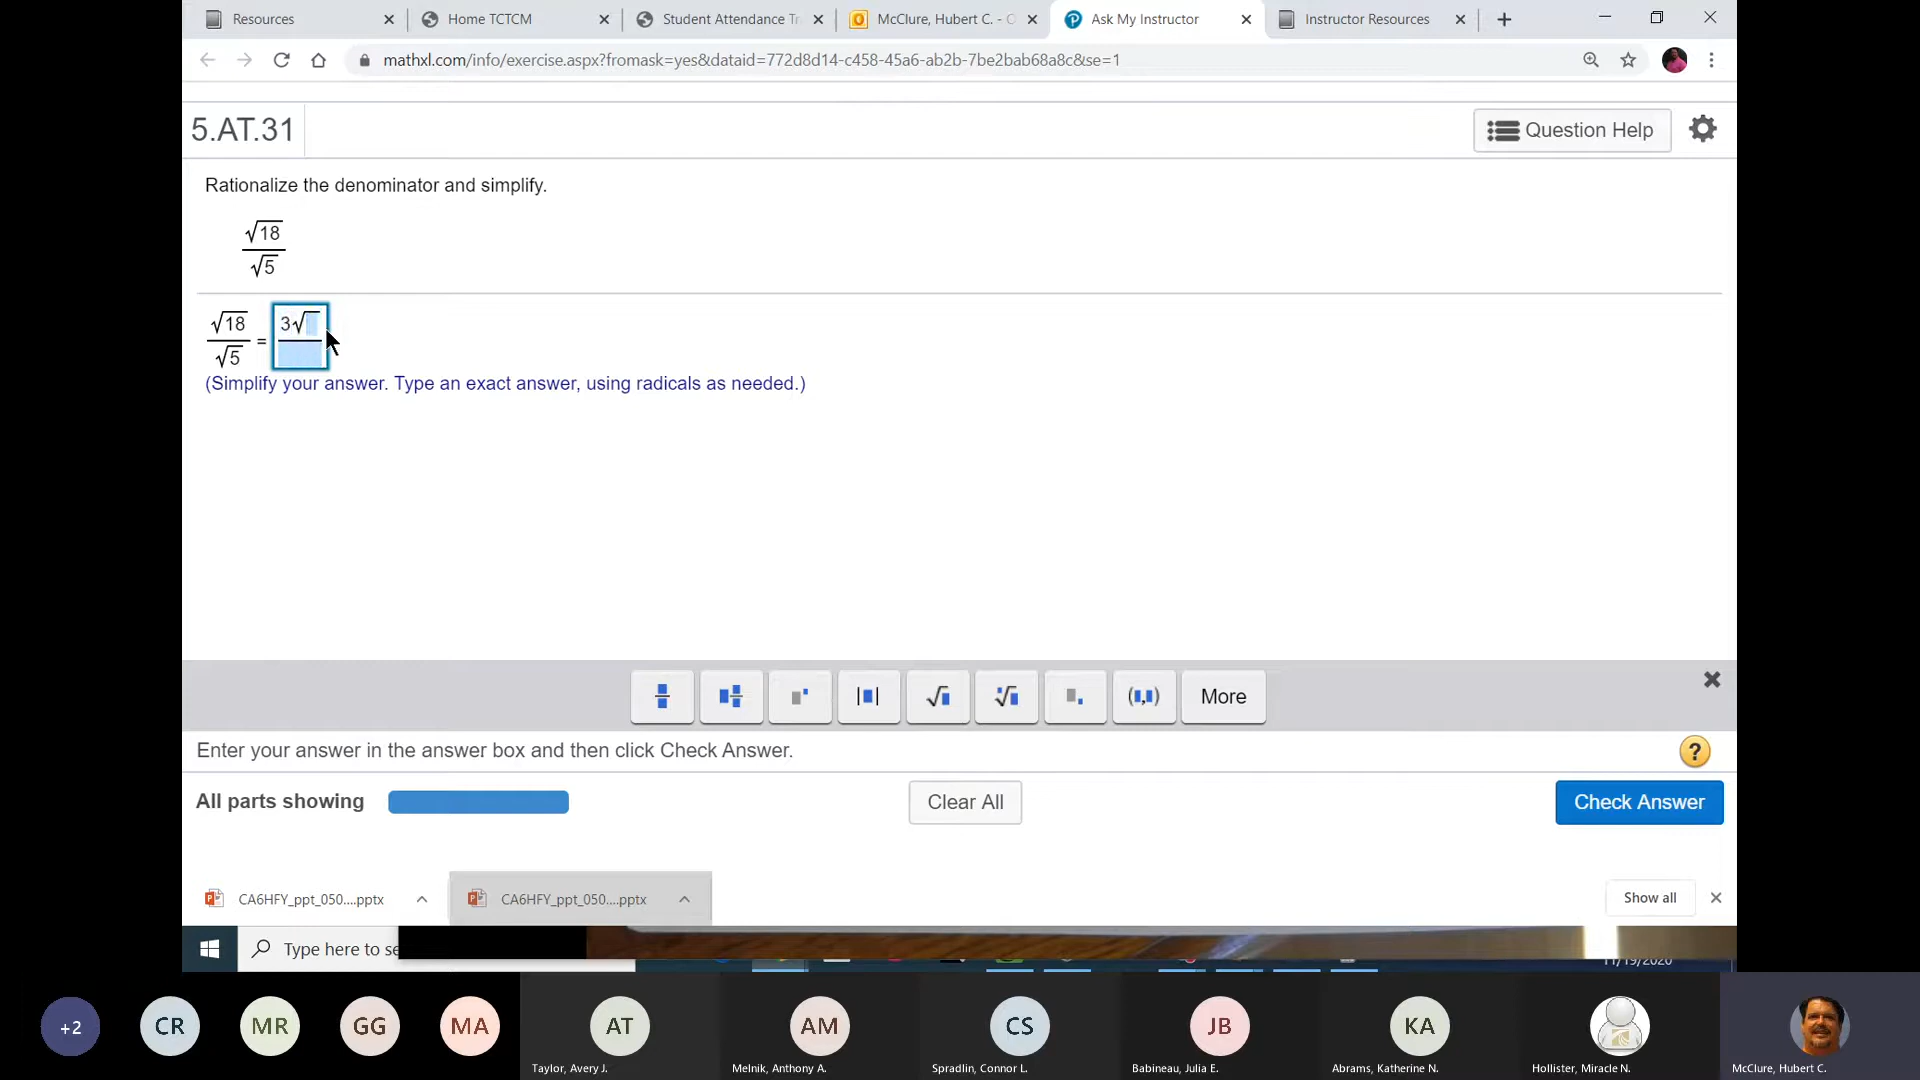 Resources
Home TCTCM
Student Attendance Tr
McClure, Hubert C. - O
Ask My Instructor
Instructor Resources
mathxl.com/info/exercise.aspx?fromask=yes&dataid=772d8d14-c458-45a6-ab2b-7be2bab68a8c&se=1
5.AT.31
Question Help
Rationalize the denominator and simplify.
√18
√5
√18
√5
=
3√
(Simplify your answer. Type an exact answer, using radicals as needed.)
More
Enter your answer in the answer box and then click Check Answer.
?
All parts showing
Clear All
Check Answer
CA6HFY_ppt_050....pptx
CA6HFY_ppt_050....pptx
Show all
Type here to se
11/19/2020
+2
CR
MR
GG
MA
AT
AM
CS
JB
KA
Taylor, Avery J.
Melnik, Anthony A.
Spradlin, Connor L.
Babineau, Julia E.
Abrams, Katherine N.
Hollister, Miracle N.
McClure, Hubert C.